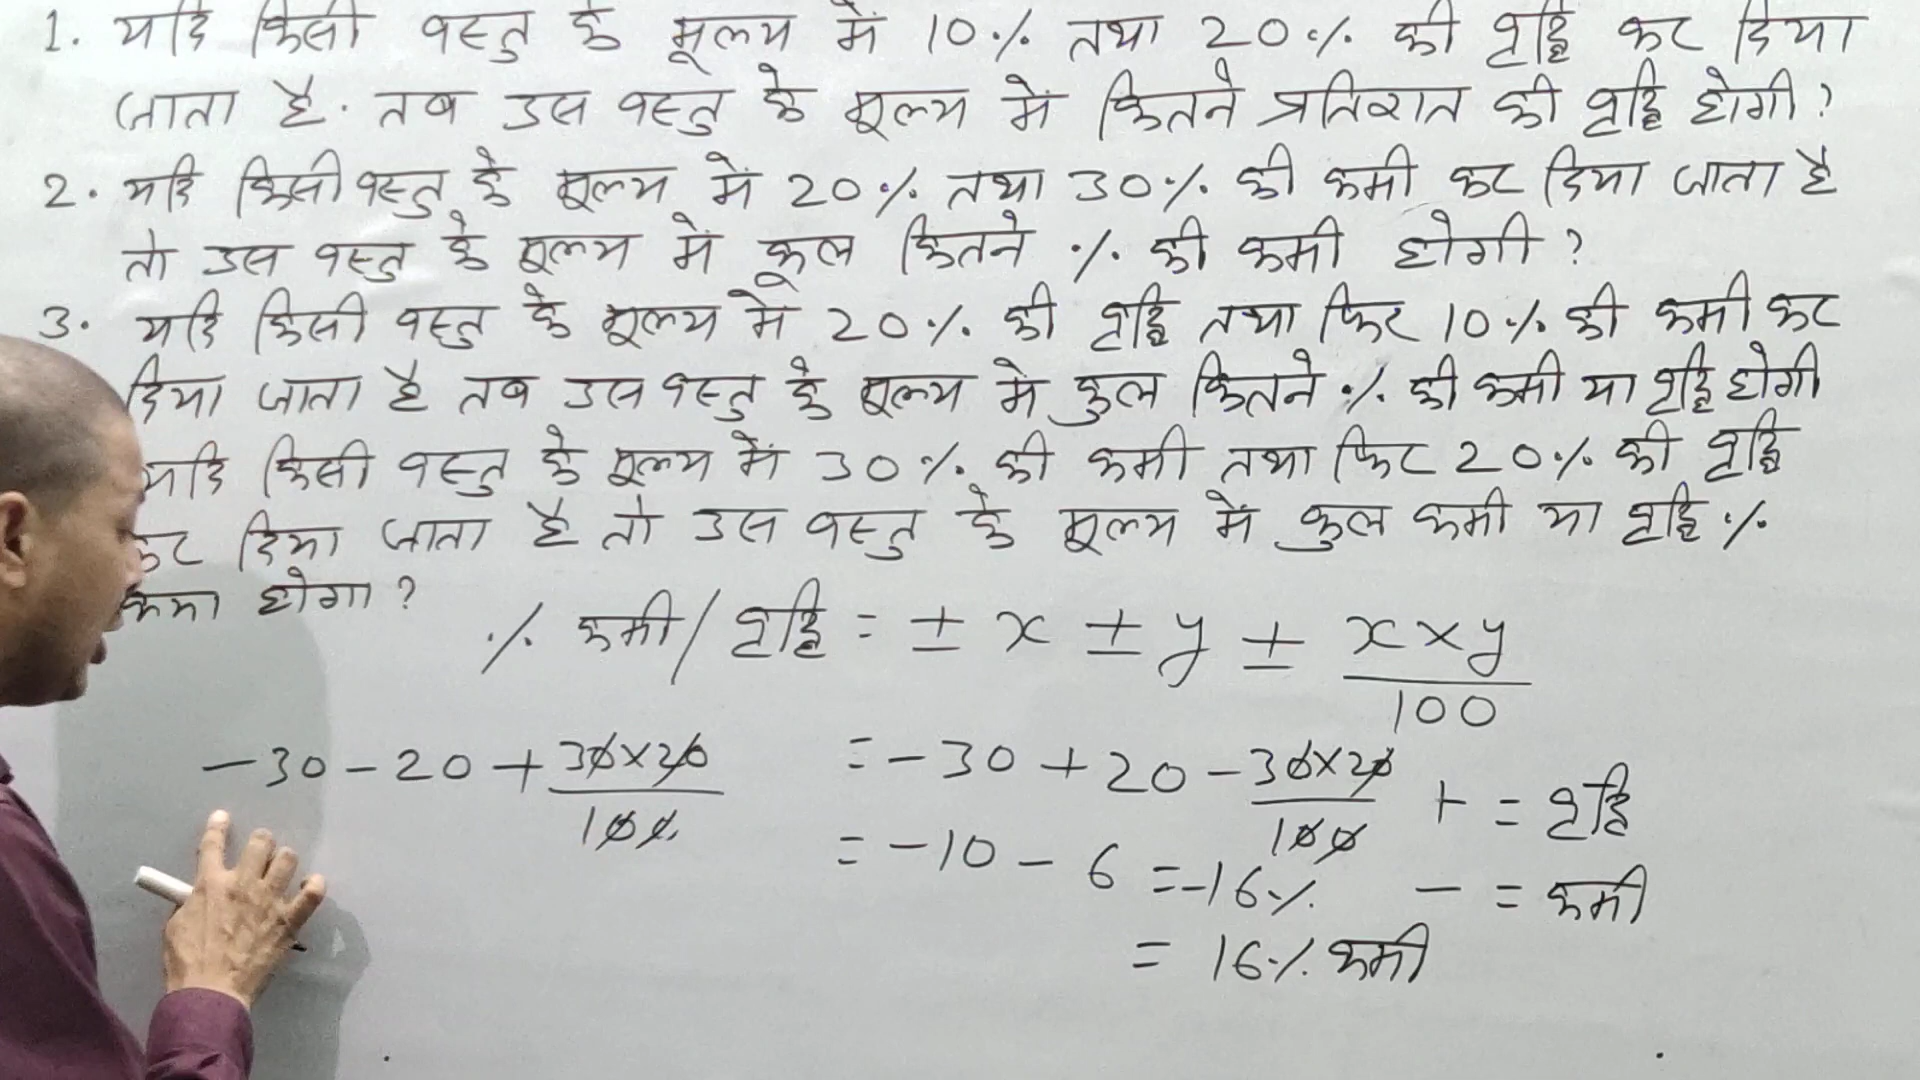 1. यदि किसी वस्तु के मूल्य में 10% तथा 20% की वृद्धि कर दिया
जाता है. तब उस वस्तु के मूल्य में कितने प्रतिशत की वृद्धि होगी?
2. यदि किसी वस्तु के मूल्य में 20% तथा 30% की कमी कर दिया जाता है
तो उस वस्तु के मूल्य में कूल कितने % की कमी होगी?
3. यदि किसी वस्तु के मूल्य में 20% की वृद्धि तथा फिर 10% की कमी कर
दिया जाता है तब उस वस्तु के मूल्य में कुल कितने % की कमी या वृद्धि होगी
यदि किसी वस्तु के मूल्य में 30% की कमी तथा फिर 20% की वृद्धि
कर दिया जाता है तो उस वस्तु के मूल्य में कुल कमी या वृद्धि %
क्या होगा?
% कमी/वृद्धि = ± x ± y ± x×y/100
-30-20+30×20/100
= -30+20-30×20/100
= -10-6 = -16%
= 16% कमी
+ = वृद्धि
- = कमी